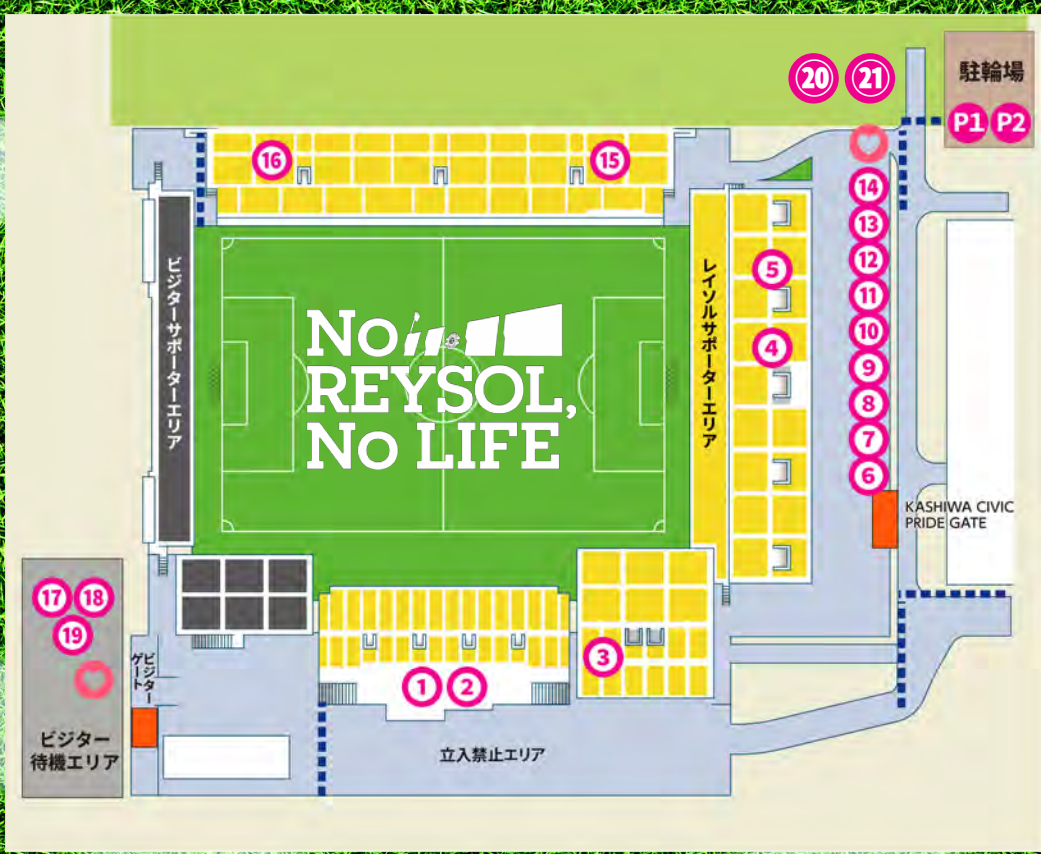 20 21
駐輪場
P1 P2
16
15
14
13
12
11
10
9
8
7
6
5
4
ビジターサポーターエリア
レイソルサポーターエリア
No
REYSOL,
No LIFE
KASHIWA CIVIC
PRIDE GATE
17 18
19
ビジター
ゲート
ビジター
待機エリア
3
1 2
立入禁止エリア